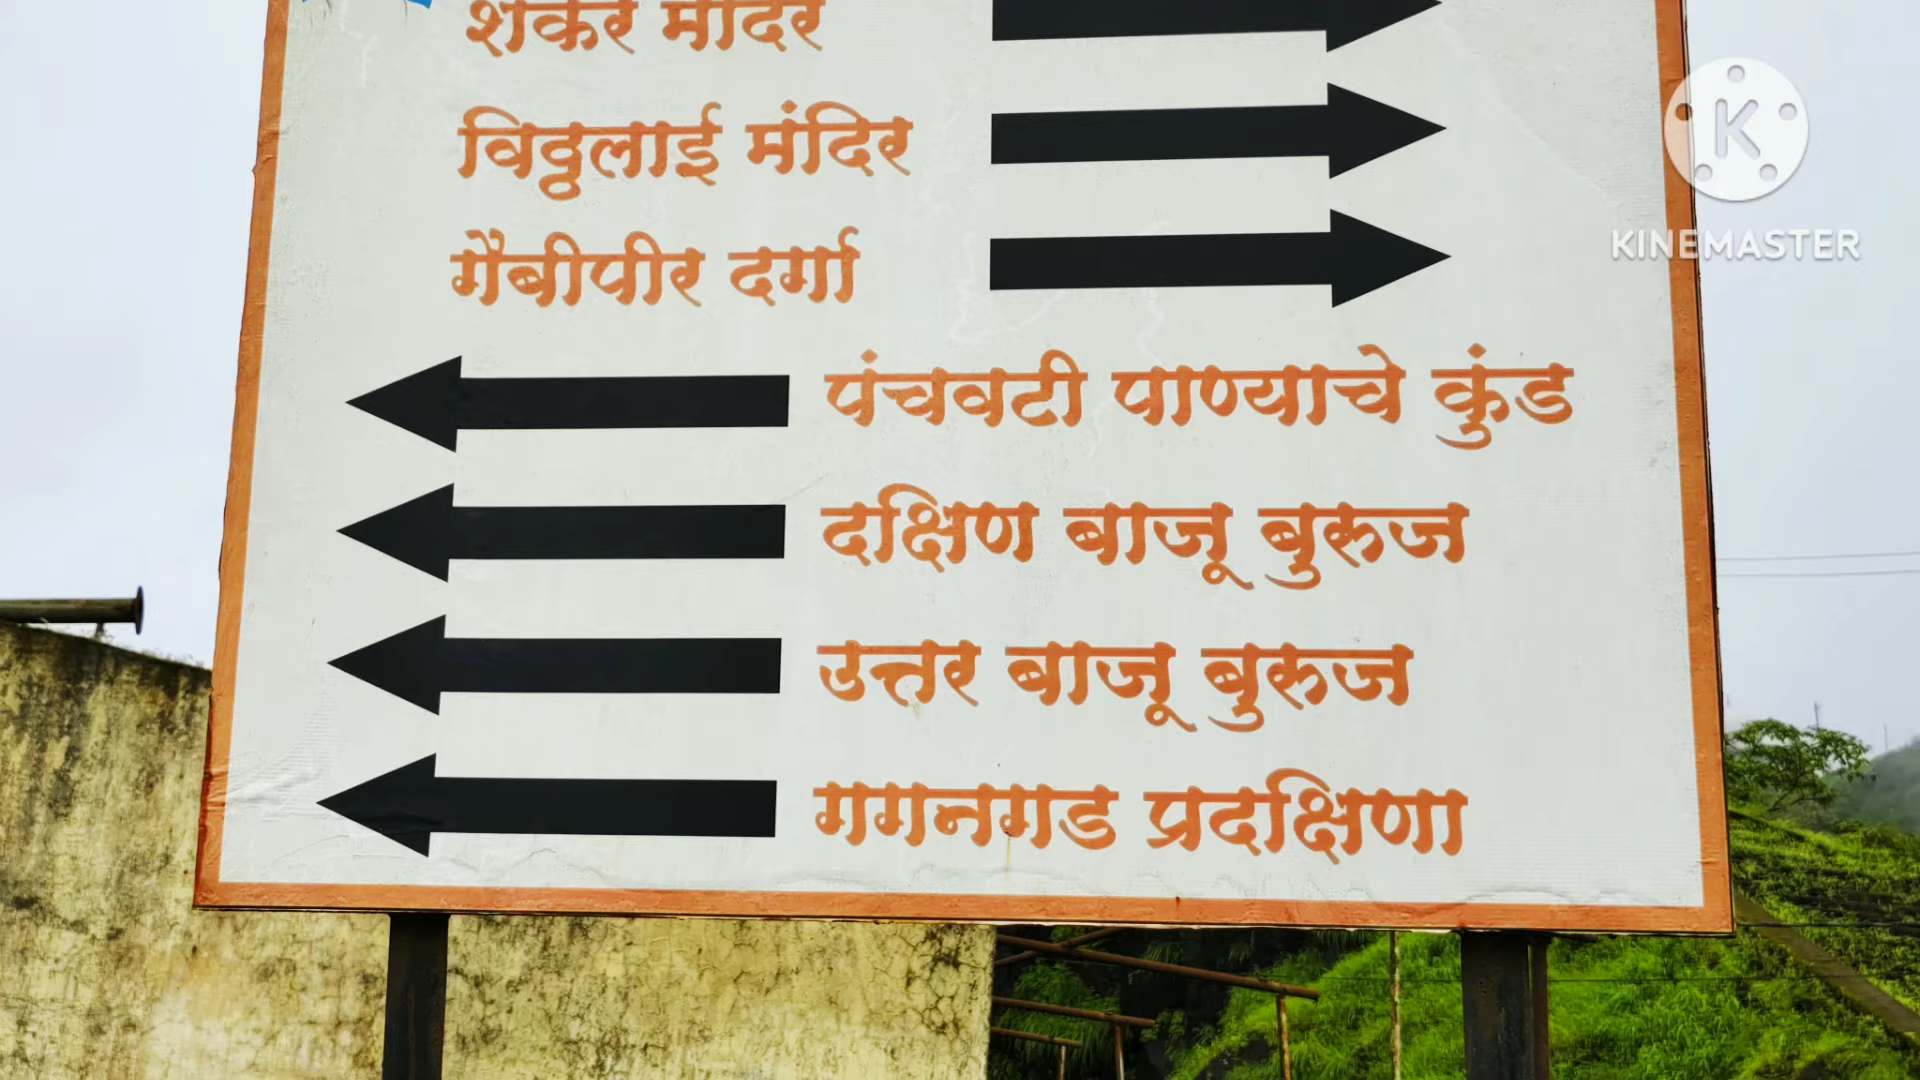 शंकर मंदिर
विठ्ठलाई मंदिर
गैबीपीर दर्गा
पंचवटी पाण्याचे कुंड
दक्षिण बाजू बुरुज
उत्तर बाजू बुरुज
गगनगड प्रदक्षिणा
K
KINEMASTER